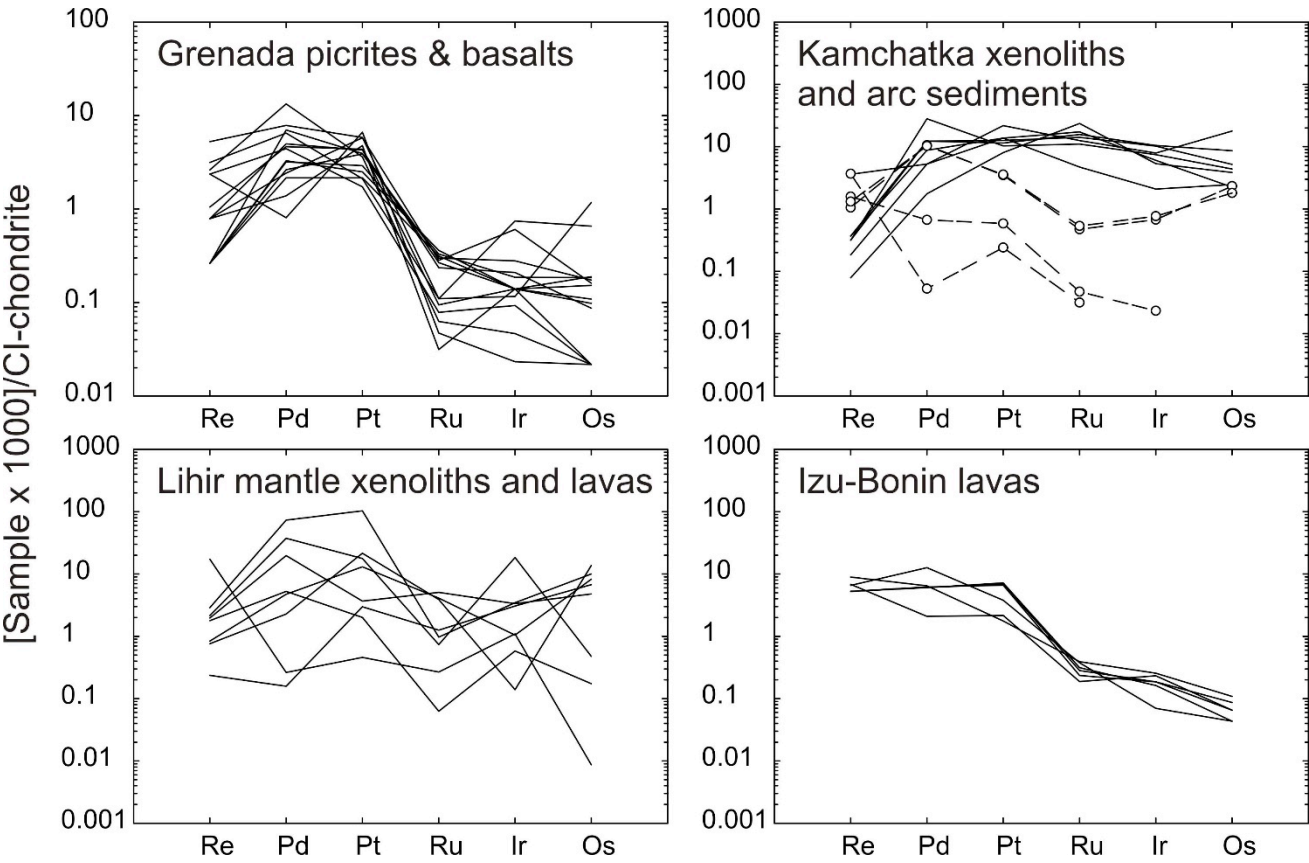 [Sample x 1000]/CI-chondrite
Grenada picrites & basalts
100
10
1
0.1
0.01
Re Pd Pt Ru Ir Os
Kamchatka xenoliths
and arc sediments
1000
100
10
1
0.1
0.01
0.001
Re Pd Pt Ru Ir Os
Lihir mantle xenoliths and lavas
1000
100
10
1
0.1
0.01
0.001
Re Pd Pt Ru Ir Os
Izu-Bonin lavas
1000
100
10
1
0.1
0.01
0.001
Re Pd Pt Ru Ir Os